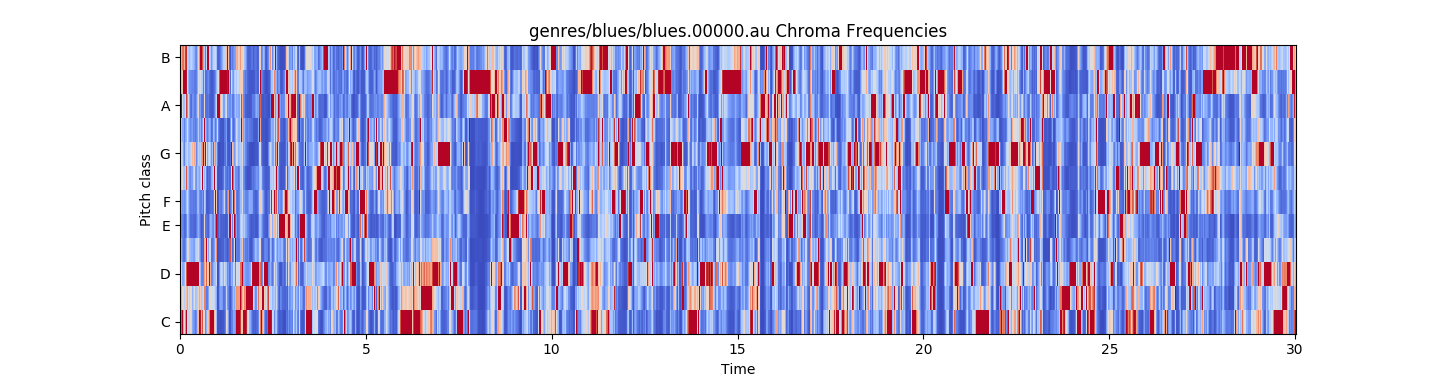 genres/blues/blues.00000.au Chroma Frequencies
Pitch class
B
A
G
F
E
D
C
0 5 10 15 20 25 30
Time